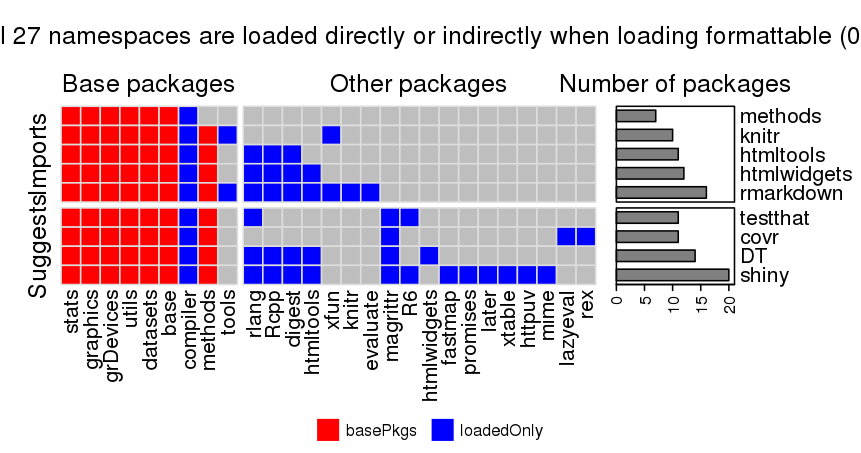 l 27 namespaces are loaded directly or indirectly when loading formattable (0
Base packages
Other packages
Number of packages
Imports
Suggests
methods
knitr
htmltools
htmlwidgets
rmarkdown
testthat
covr
DT
shiny
stats
graphics
grDevices
utils
datasets
base
compiler
methods
tools
rlang
Rcpp
digest
htmltools
xfun
knitr
evaluate
magrittr
R6
htmlwidgets
fastmap
promises
later
xtable
httpuv
mime
lazyeval
rex
0
5
10
15
20
basePkgs
loadedOnly